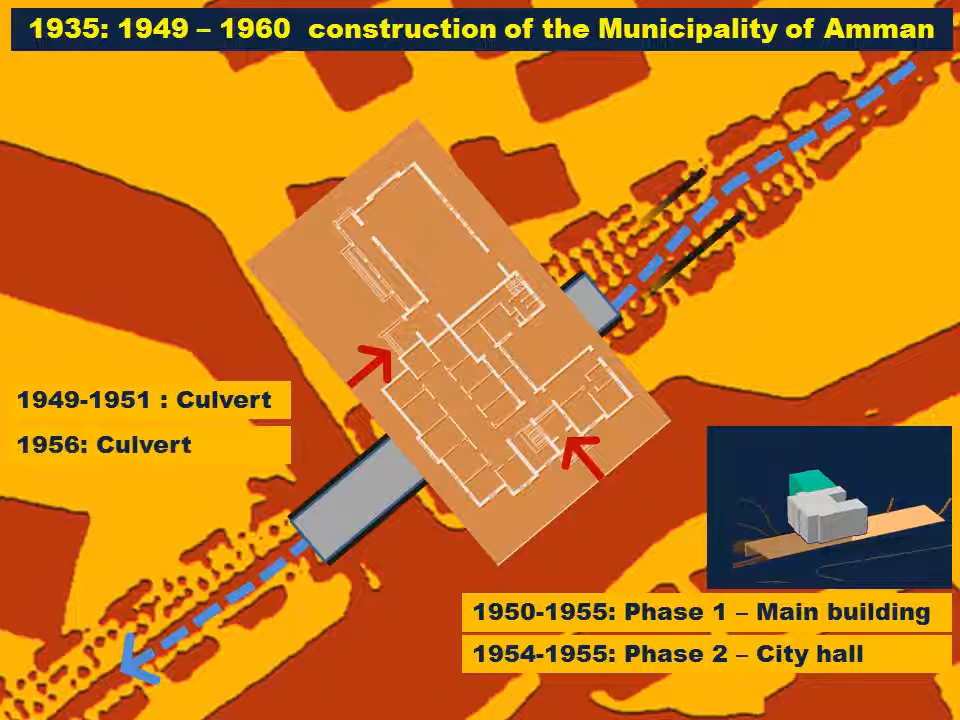 1935: 1949 – 1960 construction of the Municipality of Amman
1949-1951 : Culvert
1956: Culvert
1950-1955: Phase 1 – Main building
1954-1955: Phase 2 – City hall